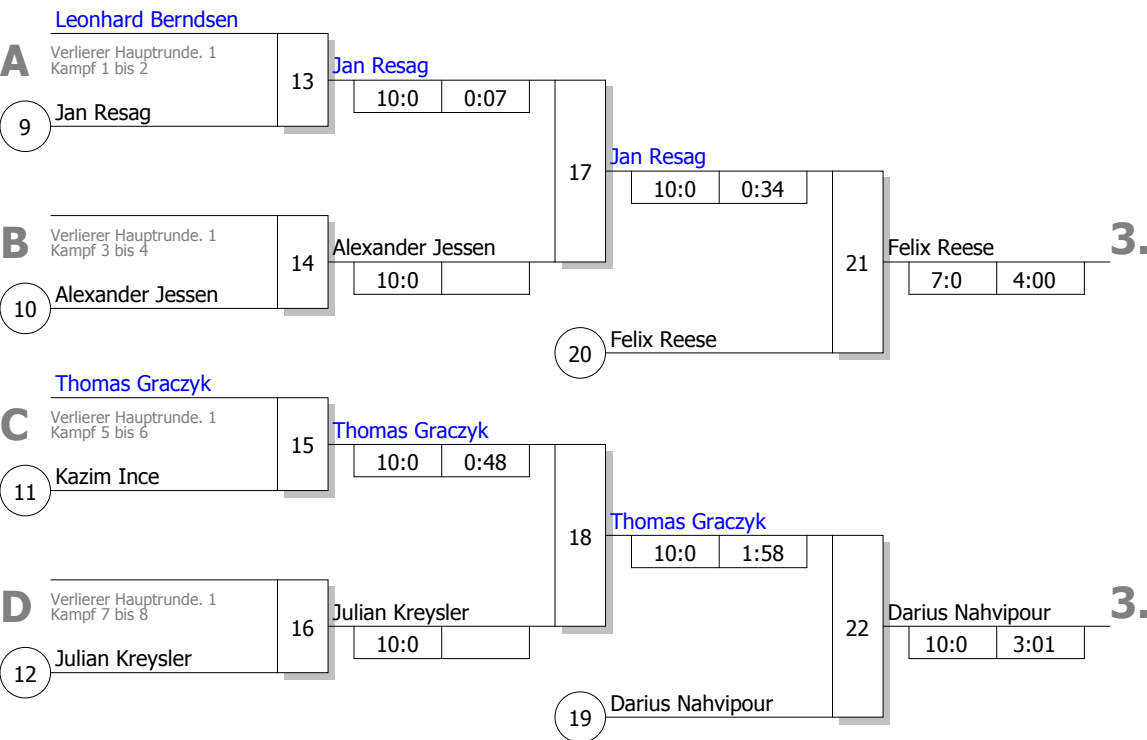 Leonhard Berndsen
A
Verlierer Hauptrunde. 1
Kampf 1 bis 2
13
Jan Resag
10:0 0:07
9
Jan Resag
17
Jan Resag
10:0 0:34
B
Verlierer Hauptrunde. 1
Kampf 3 bis 4
14
Alexander Jessen
10:0
10
Alexander Jessen
21
Felix Reese
7:0 4:00
3.
20
Felix Reese
Thomas Graczyk
C
Verlierer Hauptrunde. 1
Kampf 5 bis 6
15
Thomas Graczyk
10:0 0:48
11
Kazim Ince
18
Thomas Graczyk
10:0 1:58
D
Verlierer Hauptrunde. 1
Kampf 7 bis 8
16
Julian Kreysler
10:0
12
Julian Kreysler
22
Darius Nahvipour
10:0 3:01
3.
19
Darius Nahvipour